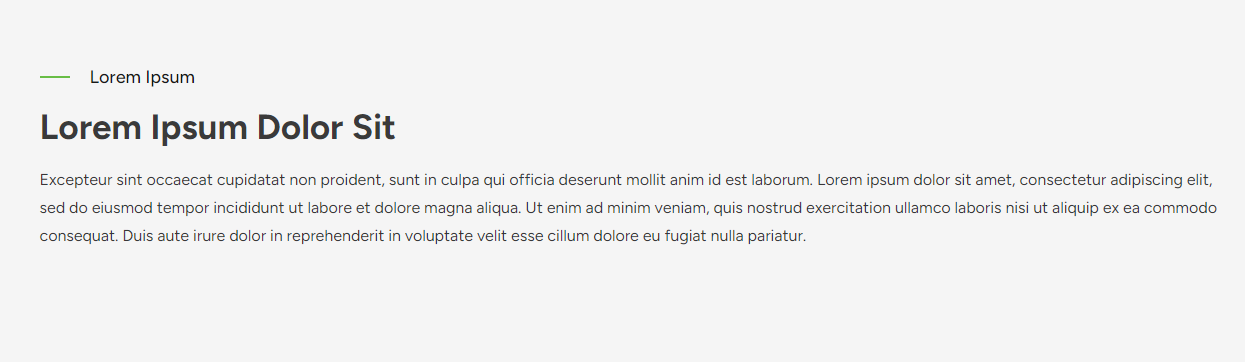 Lorem Ipsum
Lorem Ipsum Dolor Sit
Excepteur sint occaecat cupidatat non proident, sunt in culpa qui officia deserunt mollit anim id est laborum. Lorem ipsum dolor sit amet, consectetur adipiscing elit,
sed do eiusmod tempor incididunt ut labore et dolore magna aliqua. Ut enim ad minim veniam, quis nostrud exercitation ullamco laboris nisi ut aliquip ex ea commodo
consequat. Duis aute irure dolor in reprehenderit in voluptate velit esse cillum dolore eu fugiat nulla pariatur.